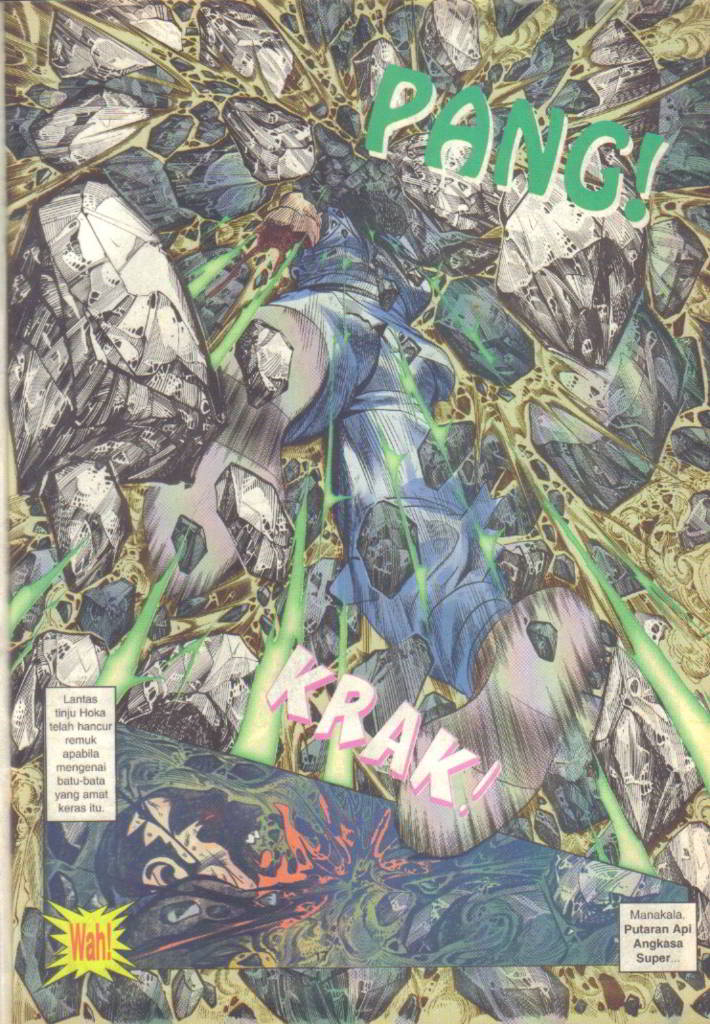 PANG!
KRAK!
Lantas
tinju Hoka
telah hancur
remuk
apabila
mengenai
batu-bata
yang amat
keras itu.
Wah!
Manakala,
Putaran Api
Angkasa
Super...